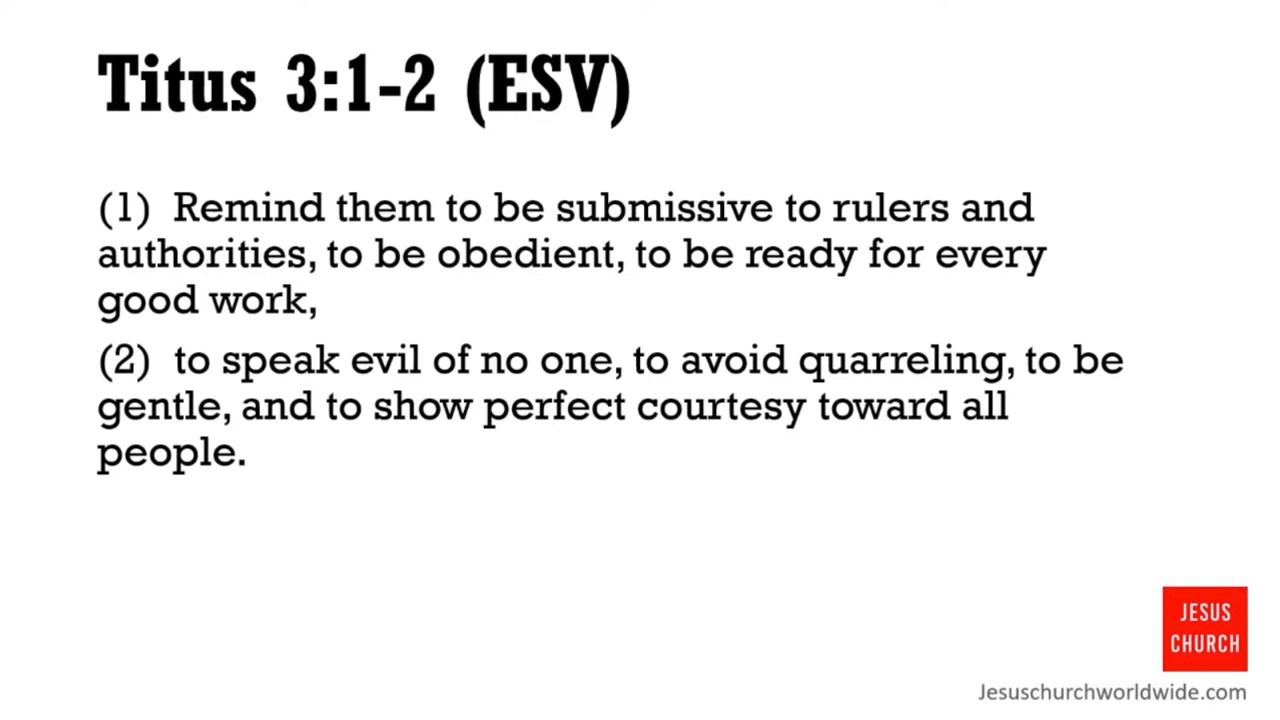 Titus 3:1-2 (ESV)
(1) Remind them to be submissive to rulers and
authorities, to be obedient, to be ready for every
good work,
(2) to speak evil of no one, to avoid quarreling, to be
gentle, and to show perfect courtesy toward all
people.
JESUS
CHURCH
Jesuschurchworldwide.com